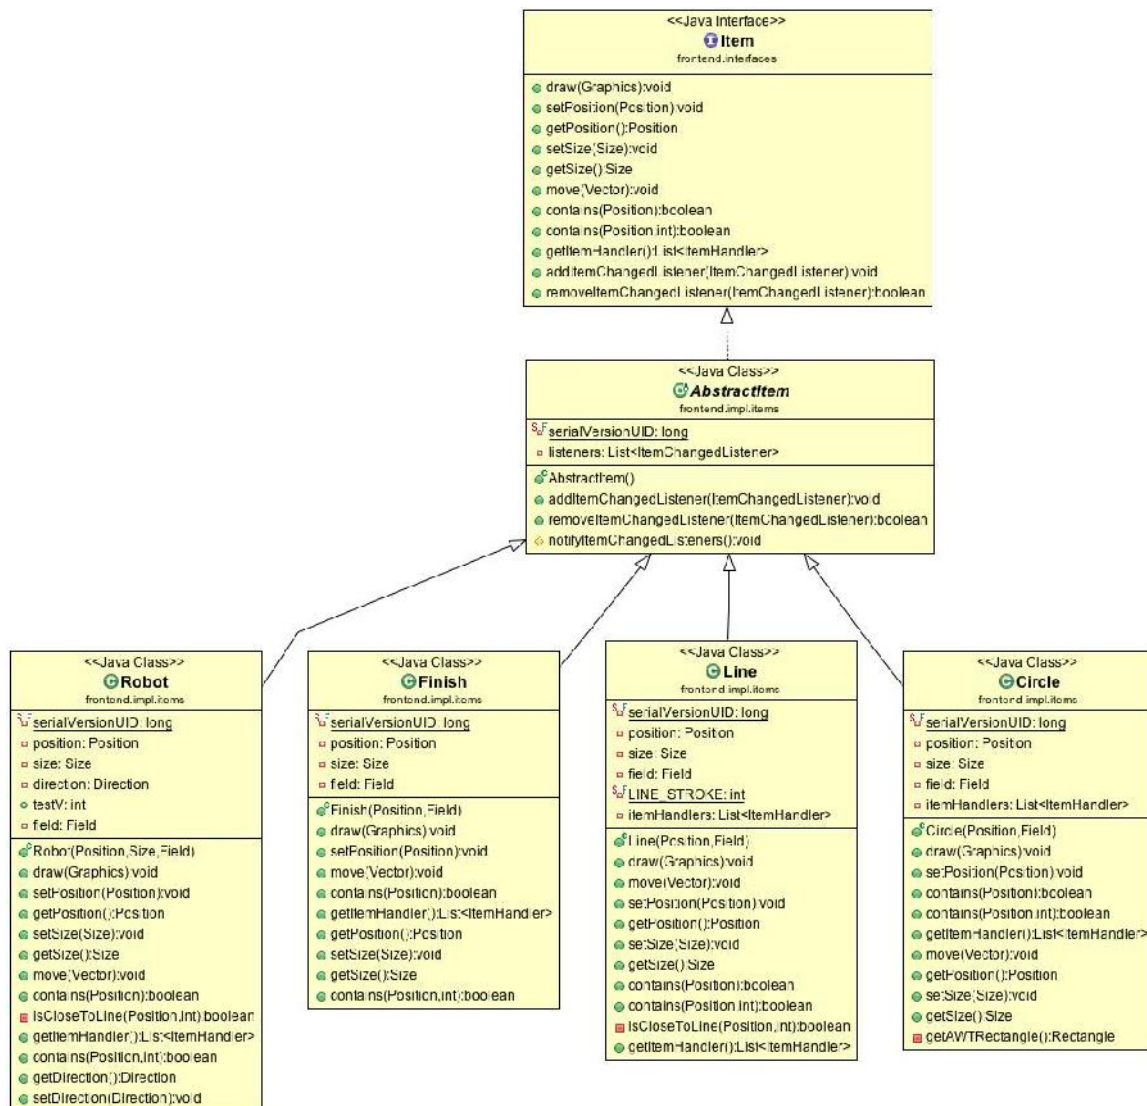 <<Java Interface>>
Item
frontend.interfaces
draw(Graphics):void
setPosition(Position):void
getPosition():Position
setSize(Size):void
getSize():Size
move(Vector):void
contains(Position):boolean
contains(Position,int):boolean
getItemHandler():List<ItemHandler>
addItemChangedListener(ItemChangedListener):void
removeItemChangedListener(ItemChangedListener):boolean
<<Java Class>>
AbstractItem
frontend.impl.items
serialVersionUID: long
listeners: List<ItemChangedListener>
AbstractItem()
addItemChangedListener(ItemChangedListener):void
removeItemChangedListener(ItemChangedListener):boolean
notifyItemChangedListeners():void
<<Java Class>>
Robot
frontend.impl.items
serialVersionUID: long
position: Position
size: Size
direction: Direction
testV: int
field: Field
Robot(Position,Size,Field)
draw(Graphics):void
setPosition(Position):void
getPosition():Position
setSize(Size):void
getSize():Size
move(Vector):void
contains(Position):boolean
isCloseToLine(Position,int):boolean
getItemHandler():List<ItemHandler>
contains(Position,int):boolean
getDirection():Direction
setDirection(Direction):void
<<Java Class>>
Finish
frontend.impl.items
serialVersionUID: long
position: Position
size: Size
field: Field
Finish(Position,Field)
draw(Graphics):void
setPosition(Position):void
move(Vector):void
contains(Position):boolean
getItemHandler():List<ItemHandler>
getPosition():Position
setSize(Size):void
getSize():Size
contains(Position,int):boolean
<<Java Class>>
Line
frontend.impl.items
serialVersionUID: long
position: Position
size: Size
field: Field
LINE_STROKE: int
itemHandlers: List<ItemHandler>
Line(Position,Field)
draw(Graphics):void
move(Vector):void
setPosition(Position):void
getPosition():Position
setSize(Size):void
getSize():Size
contains(Position):boolean
contains(Position,int):boolean
isCloseToLine(Position,int):boolean
getItemHandler():List<ItemHandler>
<<Java Class>>
Circle
frontend.impl.items
serialVersionUID: long
position: Position
size: Size
field: Field
itemHandlers: List<ItemHandler>
Circle(Position,Field)
draw(Graphics):void
setPosition(Position):void
contains(Position):boolean
contains(Position,int):boolean
getItemHandler():List<ItemHandler>
move(Vector):void
getPosition():Position
setSize(Size):void
getSize():Size
getAWTRectangle():Rectangle